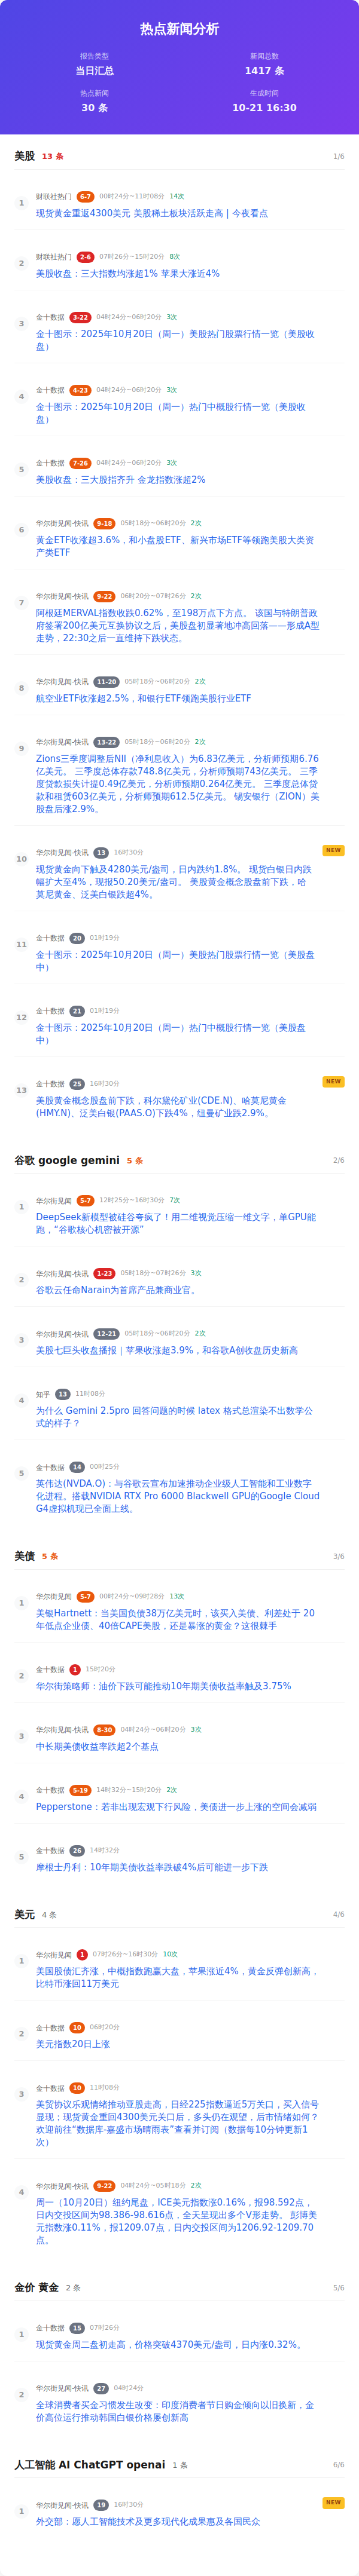 热点新闻分析
报告类型
当日汇总
新闻总数
1417 条
热点新闻
30 条
生成时间
10-21 16:30
美股 13 条 1/6
1
财联社热门 6-7 00时24分~11时08分 14次
现货黄金重返4300美元 美股稀土板块活跃走高 | 今夜看点
2
财联社热门 2-6 07时26分~15时20分 8次
美股收盘：三大指数均涨超1% 苹果大涨近4%
3
金十数据 3-22 04时24分~06时20分 3次
金十图示：2025年10月20日（周一）美股热门股票行情一览（美股收
盘）
4
金十数据 4-23 04时24分~06时20分 3次
金十图示：2025年10月20日（周一）热门中概股行情一览（美股收
盘）
5
金十数据 7-26 04时24分~06时20分 3次
美股收盘：三大股指齐升 金龙指数涨超2%
6
华尔街见闻-快讯 9-18 05时18分~06时20分 2次
黄金ETF收涨超3.6%，和小盘股ETF、新兴市场ETF等领跑美股大类资
产类ETF
7
华尔街见闻-快讯 9-22 06时20分~07时26分 2次
阿根廷MERVAL指数收跌0.62%，至198万点下方点。 该国与特朗普政
府签署200亿美元互换协议之后，美股盘初显著地冲高回落——形成A型
走势，22:30之后一直维持下跌状态。
8
华尔街见闻-快讯 11-20 05时18分~06时20分 2次
航空业ETF收涨超2.5%，和银行ETF领跑美股行业ETF
9
华尔街见闻-快讯 13-22 05时18分~06时20分 2次
Zions三季度调整后NII（净利息收入）为6.83亿美元，分析师预期6.76
亿美元。 三季度总体存款748.8亿美元，分析师预期743亿美元。 三季
度贷款损失计提0.49亿美元，分析师预期0.264亿美元。 三季度总体贷
款和租赁603亿美元，分析师预期612.5亿美元。 锡安银行（ZION）美
股盘后涨2.9%。
10
华尔街见闻-快讯 13 16时30分 NEW
现货黄金向下触及4280美元/盎司，日内跌约1.8%。 现货白银日内跌
幅扩大至4%，现报50.20美元/盎司。 美股黄金概念股盘前下跌，哈
莫尼黄金、泛美白银跌超4%。
11
金十数据 20 01时19分
金十图示：2025年10月20日（周一）美股热门股票行情一览（美股盘
中）
12
金十数据 21 01时19分
金十图示：2025年10月20日（周一）热门中概股行情一览（美股盘
中）
13
金十数据 25 16时30分 NEW
美股黄金概念股盘前下跌，科尔黛伦矿业(CDE.N)、哈莫尼黄金
(HMY.N)、泛美白银(PAAS.O)下跌4%，纽曼矿业跌2.9%。
谷歌 google gemini 5 条 2/6
1
华尔街见闻 5-7 12时25分~16时30分 7次
DeepSeek新模型被硅谷夸疯了！用二维视觉压缩一维文字，单GPU能
跑，“谷歌核心机密被开源”
2
华尔街见闻-快讯 1-23 05时18分~07时26分 3次
谷歌云任命Narain为首席产品兼商业官。
3
华尔街见闻-快讯 12-21 05时18分~06时20分 2次
美股七巨头收盘播报｜苹果收涨超3.9%，和谷歌A创收盘历史新高
4
知乎 13 11时08分
为什么 Gemini 2.5pro 回答问题的时候 latex 格式总渲染不出数学公
式的样子？
5
金十数据 14 00时25分
英伟达(NVDA.O)：与谷歌云宣布加速推动企业级人工智能和工业数字
化进程。搭载NVIDIA RTX Pro 6000 Blackwell GPU的Google Cloud
G4虚拟机现已全面上线。
美债 5 条 3/6
1
华尔街见闻 5-7 00时24分~09时28分 13次
美银Hartnett：当美国负债38万亿美元时，该买入美债、利差处于 20
年低点企业债、40倍CAPE美股，还是暴涨的黄金？这很棘手
2
金十数据 1 15时20分
华尔街策略师：油价下跌可能推动10年期美债收益率触及3.75%
3
华尔街见闻-快讯 8-30 04时24分~06时20分 3次
中长期美债收益率跌超2个基点
4
金十数据 5-19 14时32分~15时20分 2次
Pepperstone：若非出现宏观下行风险，美债进一步上涨的空间会减弱
5
金十数据 26 14时32分
摩根士丹利：10年期美债收益率跌破4%后可能进一步下跌
美元 4 条 4/6
1
华尔街见闻 1 07时26分~16时30分 10次
美国股债汇齐涨，中概指数跑赢大盘，苹果涨近4%，黄金反弹创新高，
比特币涨回11万美元
2
金十数据 10 06时20分
美元指数20日上涨
3
金十数据 10 11时08分
美贸协议乐观情绪推动亚股走高，日经225指数逼近5万关口，买入信号
显现；现货黄金重回4300美元关口后，多头仍在观望，后市情绪如何？
欢迎前往“数据库-嘉盛市场晴雨表”查看并订阅（数据每10分钟更新1
次）
4
华尔街见闻-快讯 9-22 04时24分~05时18分 2次
周一（10月20日）纽约尾盘，ICE美元指数涨0.16%，报98.592点，
日内交投区间为98.386-98.616点，全天呈现出多个V形走势。 彭博美
元指数涨0.11%，报1209.07点，日内交投区间为1206.92-1209.70
点。
金价 黄金 2 条 5/6
1
金十数据 15 07时26分
现货黄金周二盘初走高，价格突破4370美元/盎司，日内涨0.32%。
2
华尔街见闻-快讯 27 04时24分
全球消费者买金习惯发生改变：印度消费者节日购金倾向以旧换新，金
价高位运行推动韩国白银价格屡创新高
人工智能 AI ChatGPT openai 1 条 6/6
1
华尔街见闻-快讯 19 16时30分 NEW
外交部：愿人工智能技术及更多现代化成果惠及各国民众